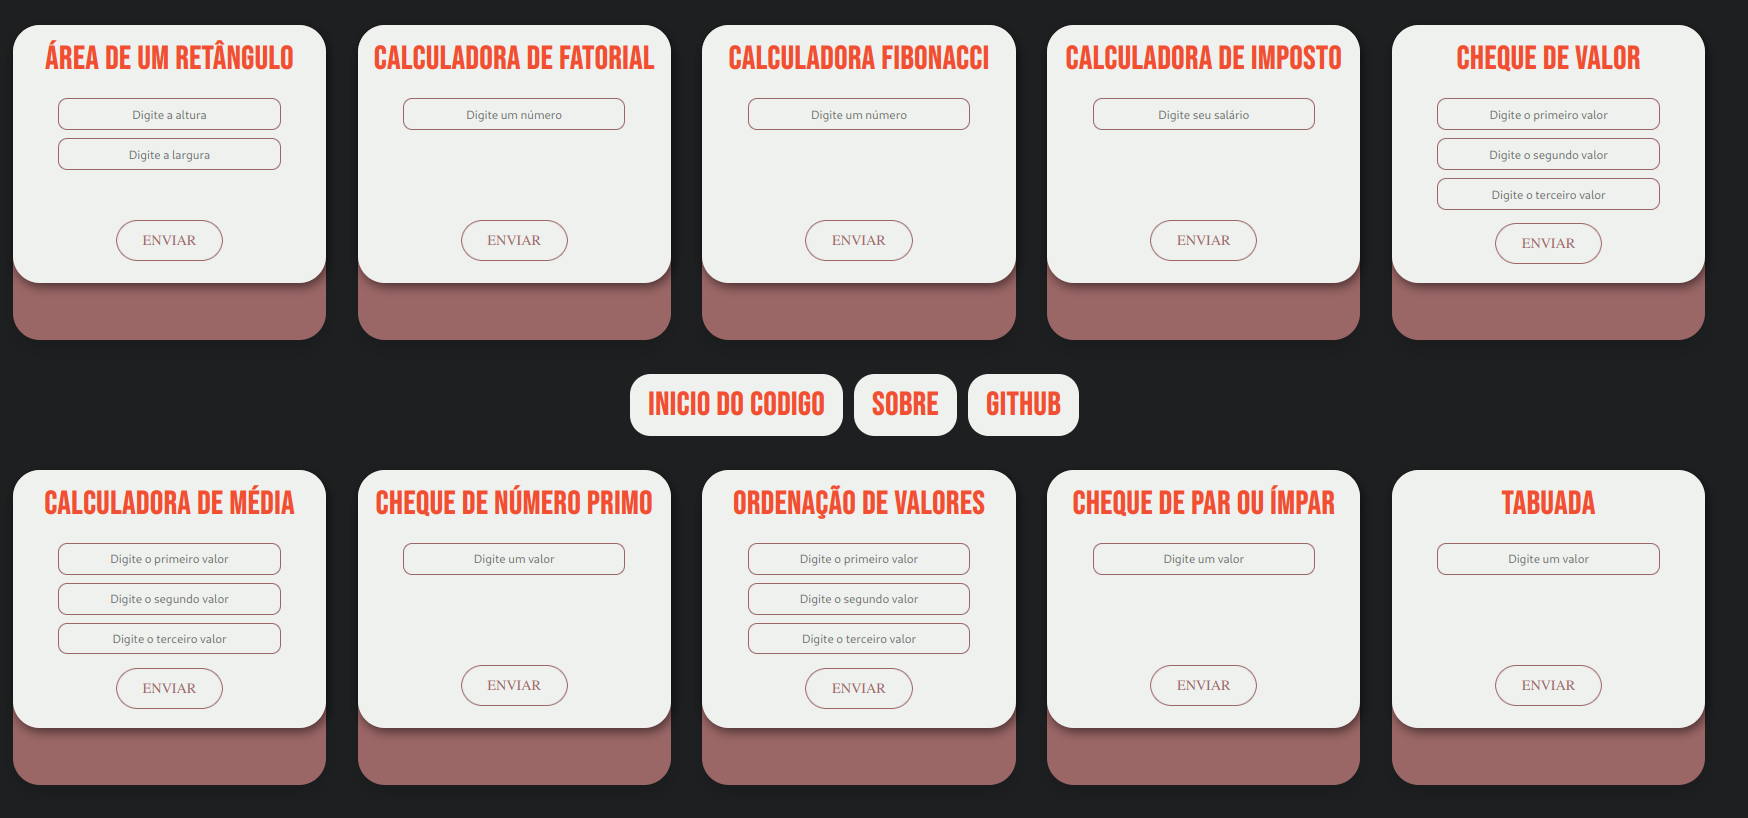 ÁREA DE UM RETÂNGULO
Digite a altura
Digite a largura
ENVIAR
CALCULADORA DE FATORIAL
Digite um número
ENVIAR
CALCULADORA FIBONACCI
Digite um número
ENVIAR
CALCULADORA DE IMPOSTO
Digite seu salário
ENVIAR
CHEQUE DE VALOR
Digite o primeiro valor
Digite o segundo valor
Digite o terceiro valor
ENVIAR
INICIO DO CODIGO
SOBRE
GITHUB
CALCULADORA DE MÉDIA
Digite o primeiro valor
Digite o segundo valor
Digite o terceiro valor
ENVIAR
CHEQUE DE NÚMERO PRIMO
Digite um valor
ENVIAR
ORDENAÇÃO DE VALORES
Digite o primeiro valor
Digite o segundo valor
Digite o terceiro valor
ENVIAR
CHEQUE DE PAR OU ÍMPAR
Digite um valor
ENVIAR
TABUADA
Digite um valor
ENVIAR